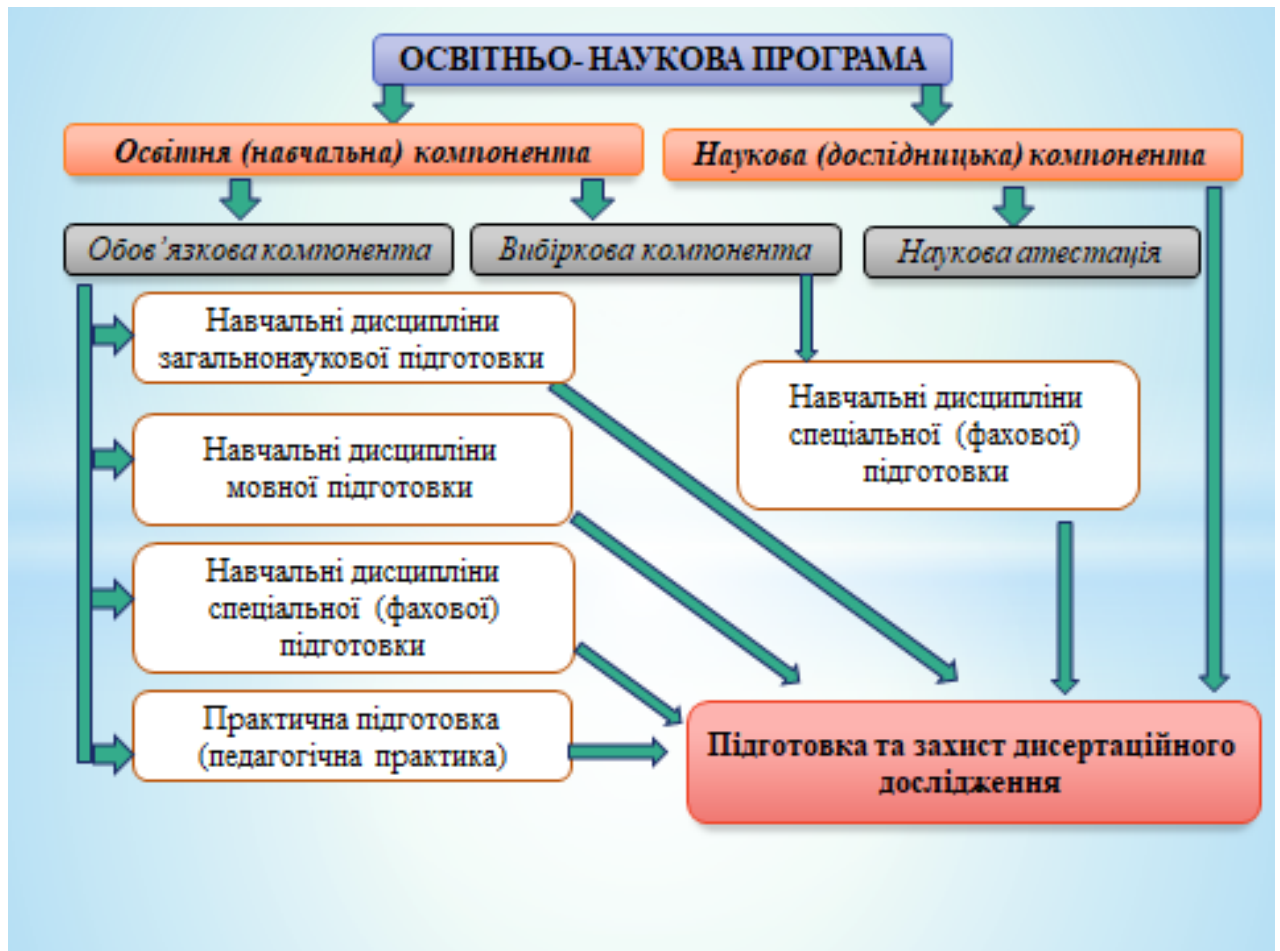 ОСВІТНЬО- НАУКОВА ПРОГРАМА
Освітня (навчальна) компонента
Наукова (дослідницька) компонента
Обов’язкова компонента
Вибіркова компонента
Наукова атестація
Навчальні дисципліни
загальнонаукової підготовки
Навчальні дисципліни
спеціальної (фахової)
підготовки
Навчальні дисципліни
мовної підготовки
Навчальні дисципліни
спеціальної (фахової)
підготовки
Практична підготовка
(педагогічна практика)
Підготовка та захист дисертаційного
дослідження